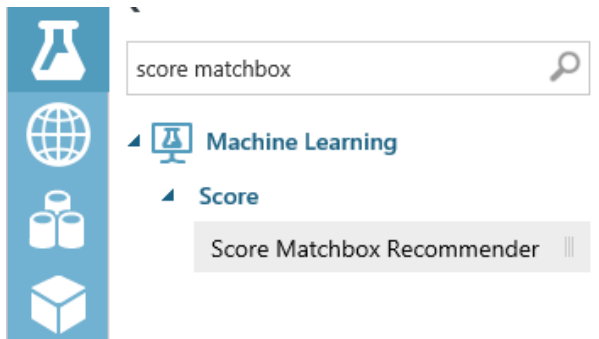 score matchbox
Machine Learning
Score
Score Matchbox Recommender